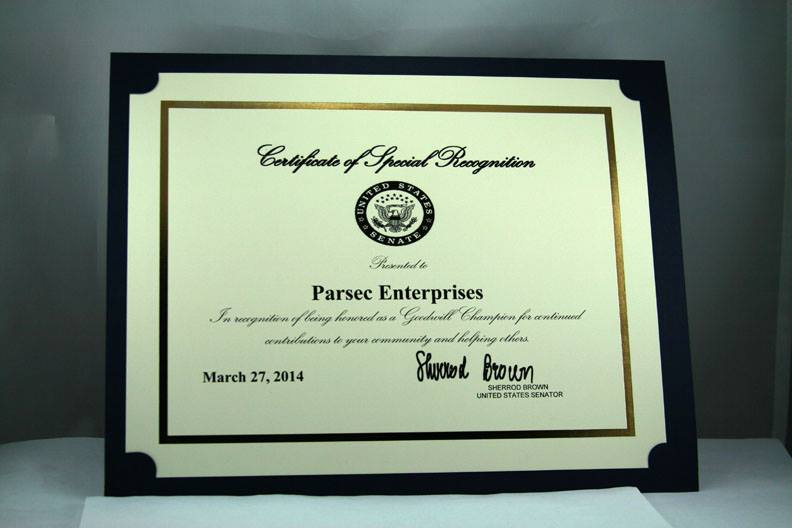 Certificate of Special Recognition
UNITED STATES
SENATE
Presented to
Parsec Enterprises
In recognition of being honored as a Goodwill Champion for continued
contributions to your community and helping others.
March 27, 2014
Sherrod Brown
SHERROD BROWN
UNITED STATES SENATOR